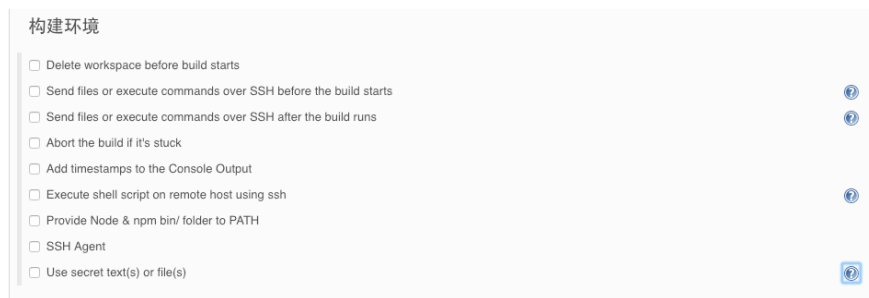 构建环境
Delete workspace before build starts
Send files or execute commands over SSH before the build starts
Send files or execute commands over SSH after the build runs
Abort the build if it's stuck
Add timestamps to the Console Output
Execute shell script on remote host using ssh
Provide Node & npm bin/ folder to PATH
SSH Agent
Use secret text(s) or file(s)